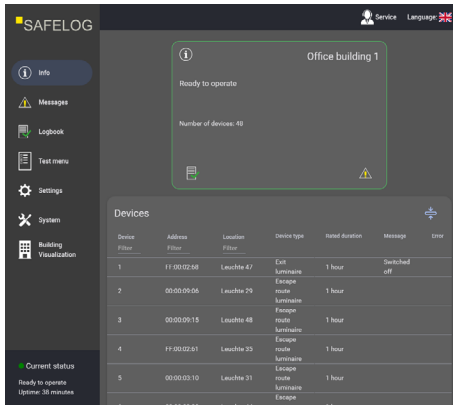 SAFELOG
Service Language:
Info
Messages
Logbook
Test menu
Settings
System
Building
Visualization
Current status
Ready to operate
Uptime: 38 minutes
Office building 1
Ready to operate
Number of devices: 48
Devices
Device Address Location Device type Rated duration Message Error
Filter Filter Filter
1 FF:00:02:68 Leuchte 47 Exit luminaire 1 hour Switched off
2 00:00:09:06 Leuchte 29 Escape route luminaire 1 hour
3 00:00:09:15 Leuchte 48 Escape route luminaire 1 hour
4 FF:00:02:61 Leuchte 33 Escape route luminaire 1 hour
5 00:00:03:10 Leuchte 31 Escape route luminaire 1 hour
Escape